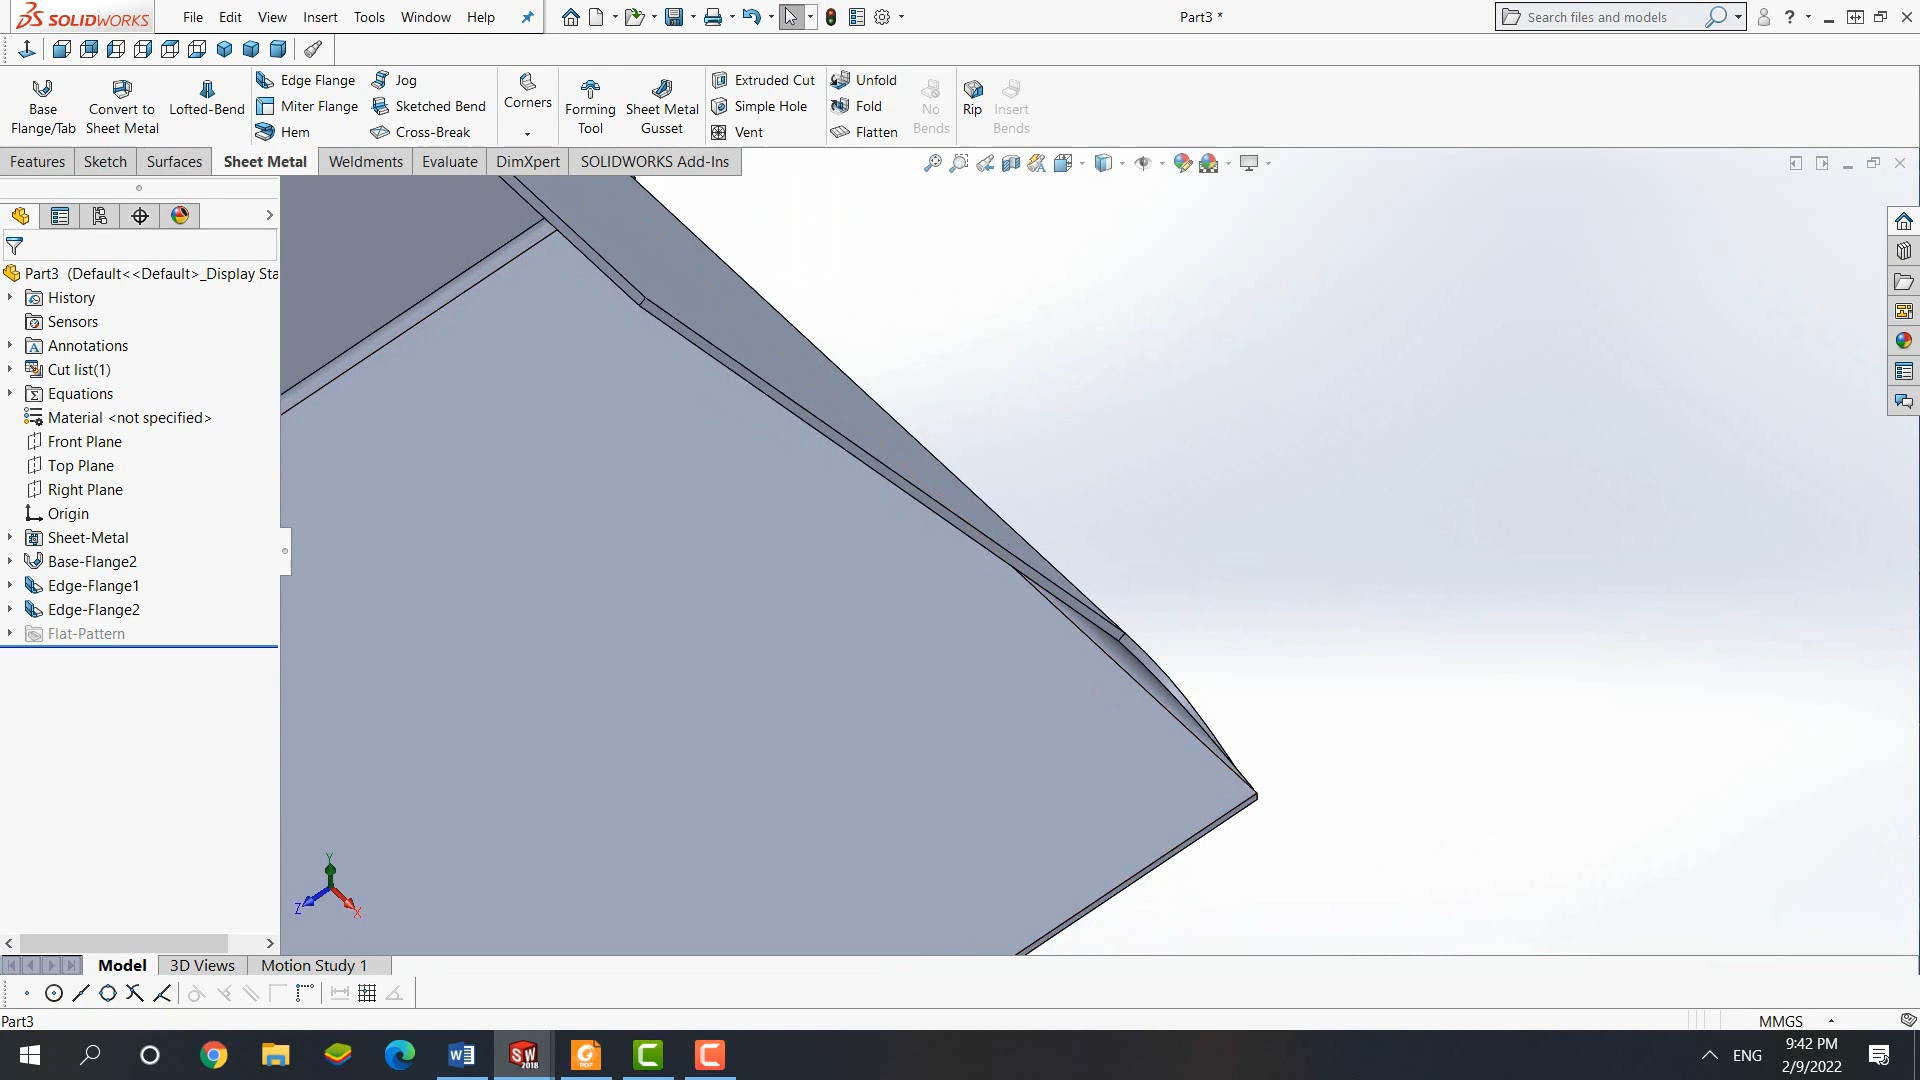 SOLIDWORKS File Edit View Insert Tools Window Help Part3 * Search files and models ?
Base Flange/Tab
Convert to Sheet Metal
Lofted-Bend
Edge Flange
Miter Flange
Hem
Jog
Sketched Bend
Cross-Break
Corners
Forming Tool
Sheet Metal Gusset
Extruded Cut
Simple Hole
Vent
Unfold
Fold
Flatten
No Bends
Rip
Insert Bends
Features Sketch Surfaces Sheet Metal Weldments Evaluate DimXpert SOLIDWORKS Add-Ins
Part3 (Default<<Default>_Display Sta
History
Sensors
Annotations
Cut list(1)
Equations
Material <not specified>
Front Plane
Top Plane
Right Plane
Origin
Sheet-Metal
Base-Flange2
Edge-Flange1
Edge-Flange2
Flat-Pattern
Y
Z
X
Model 3D Views Motion Study 1
Part3 MMGS
ENG 9:42 PM
2/9/2022